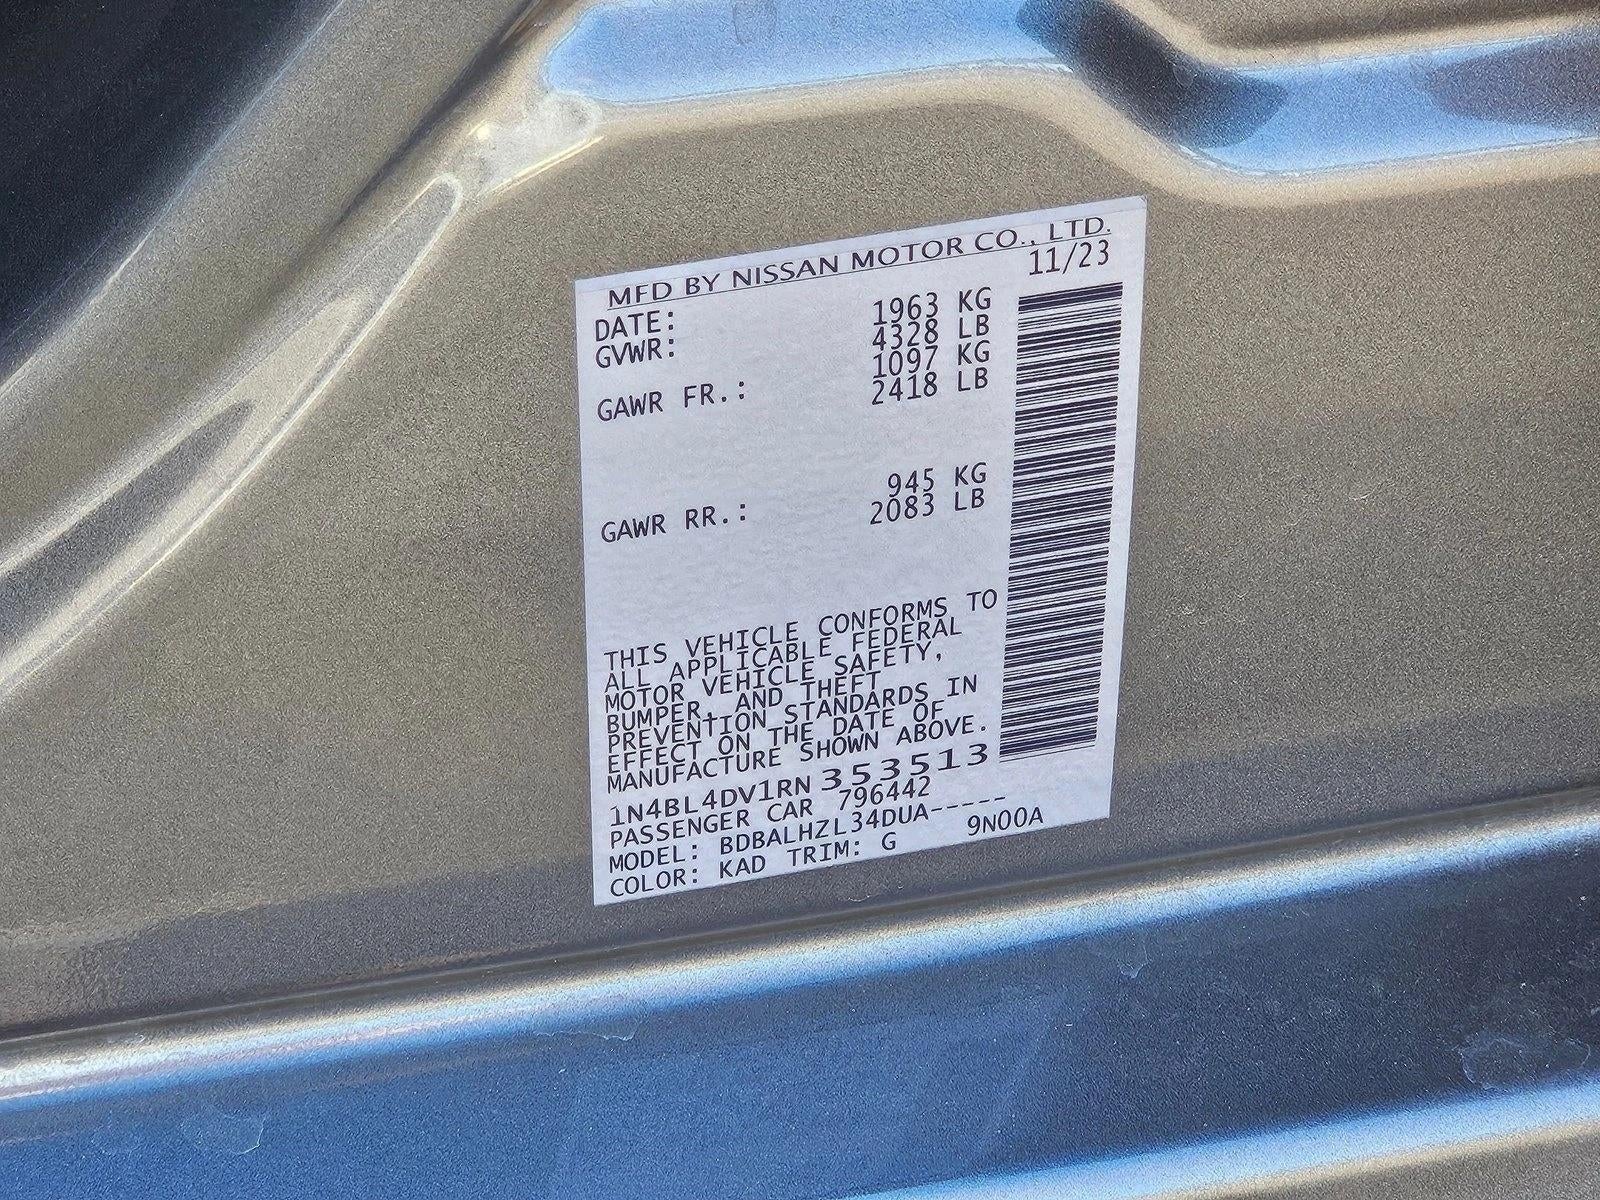 MFD BY NISSAN MOTOR CO., LTD.
DATE: 11/23
GVWR: 1963 KG
4328 LB
GAWR FR.: 1097 KG
2418 LB
GAWR RR.: 945 KG
2083 LB
THIS VEHICLE CONFORMS TO
ALL APPLICABLE FEDERAL
MOTOR VEHICLE SAFETY,
BUMPER, AND THEFT
PREVENTION STANDARDS IN
EFFECT ON THE DATE OF
MANUFACTURE SHOWN ABOVE.
1N4BL4DV1RN353513
PASSENGER CAR 796442
MODEL: BDBALHZL34DUA-----
COLOR: KAD TRIM: G 9N00A